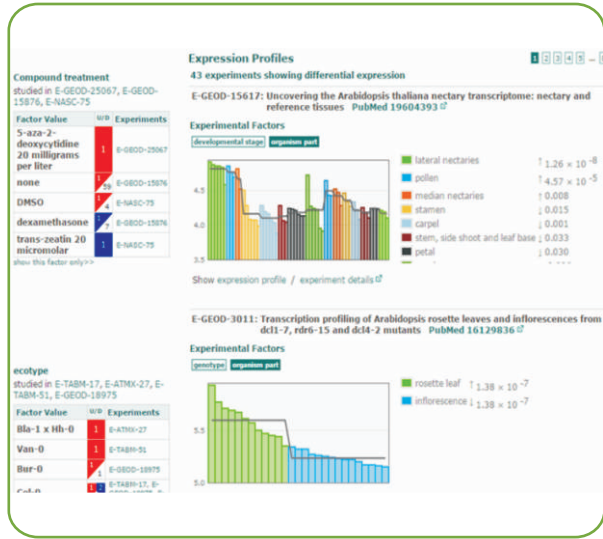 Compound treatment
studied in E-GEOD-25067, E-GEOD-
15876, E-NASC-75
Factor Value U/D Experiments
5-aza-2-
deoxycytidine
20 milligrams
per liter
1 E-GEOD-25067
none 1 39 E-GEOD-15876
DMSO 1 4 E-NASC-75
dexamethasone 1 7 E-GEOD-15876
trans-zeatin 20
micromolar
1 E-NASC-75
show this factor only>>
ecotype
studied in E-TABM-17, E-ATMX-27, E-
TABM-51, E-GEOD-18975
Factor Value U/D Experiments
Bla-1 x Hh-0 1 E-ATMX-27
Van-0 1 E-TABM-51
Bur-0 1 1 E-GEOD-18975
Col-0 1 2 E-TABM-17, E-
Expression Profiles
1 2 3 4 5 …
43 experiments showing differential expression
E-GEOD-15617: Uncovering the Arabidopsis thaliana nectary transcriptome: nectary and
reference tissues PubMed 19604393
Experimental Factors
developmental stage organism part
4.5
4.0
3.5
lateral nectaries ↑ 1.26 × 10 -8
pollen ↑ 4.57 × 10 -5
median nectaries ↑ 0.008
stamen ↓ 0.015
carpel ↓ 0.001
stem, side shoot and leaf base ↓ 0.033
petal ↓ 0.030
Show expression profile / experiment details
E-GEOD-3011: Transcription profiling of Arabidopsis rosette leaves and inflorescences from
dcl1-7, rdr6-15 and dcl4-2 mutants PubMed 16129836
Experimental Factors
genotype organism part
5.5
5.0
rosette leaf ↑ 1.38 × 10 -7
inflorescence ↓ 1.38 × 10 -7